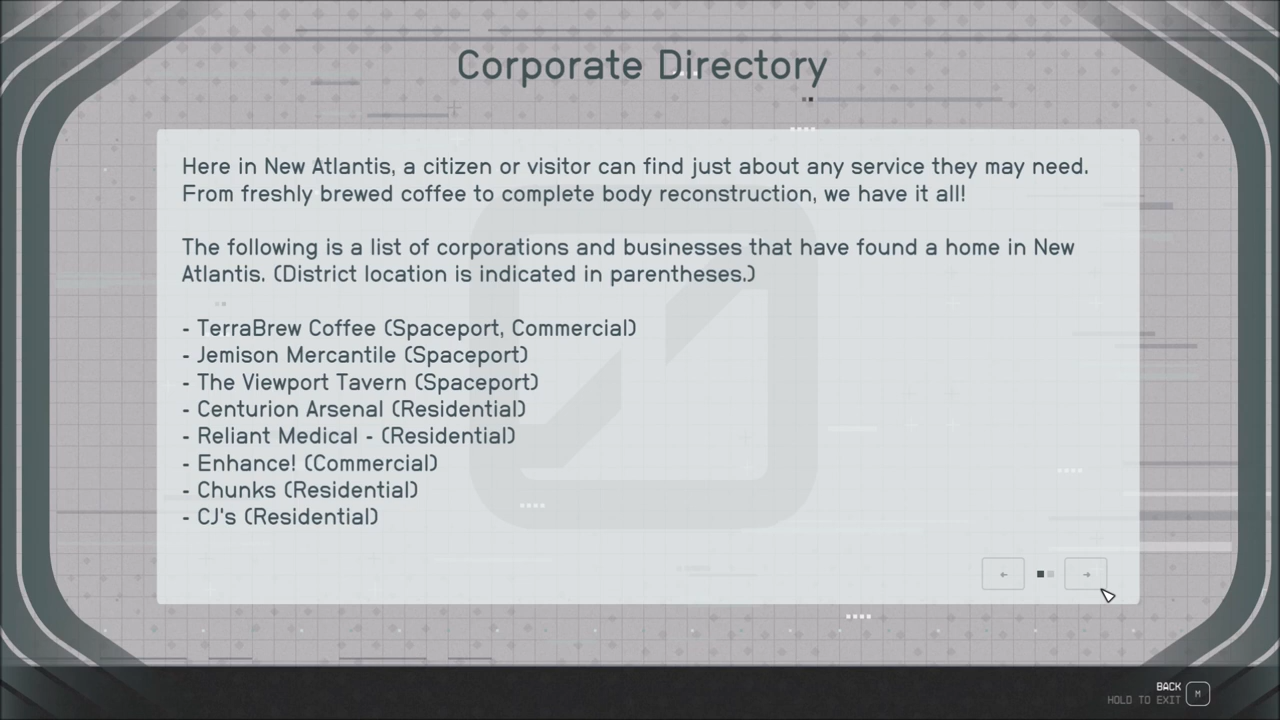 Corporate Directory
Here in New Atlantis, a citizen or visitor can find just about any service they may need.
From freshly brewed coffee to complete body reconstruction, we have it all!
The following is a list of corporations and businesses that have found a home in New
Atlantis. (District location is indicated in parentheses.)
- TerraBrew Coffee (Spaceport, Commercial)
- Jemison Mercantile (Spaceport)
- The Viewport Tavern (Spaceport)
- Centurion Arsenal (Residential)
- Reliant Medical - (Residential)
- Enhance! (Commercial)
- Chunks (Residential)
- CJ's (Residential)
BACK
HOLD TO EXIT M